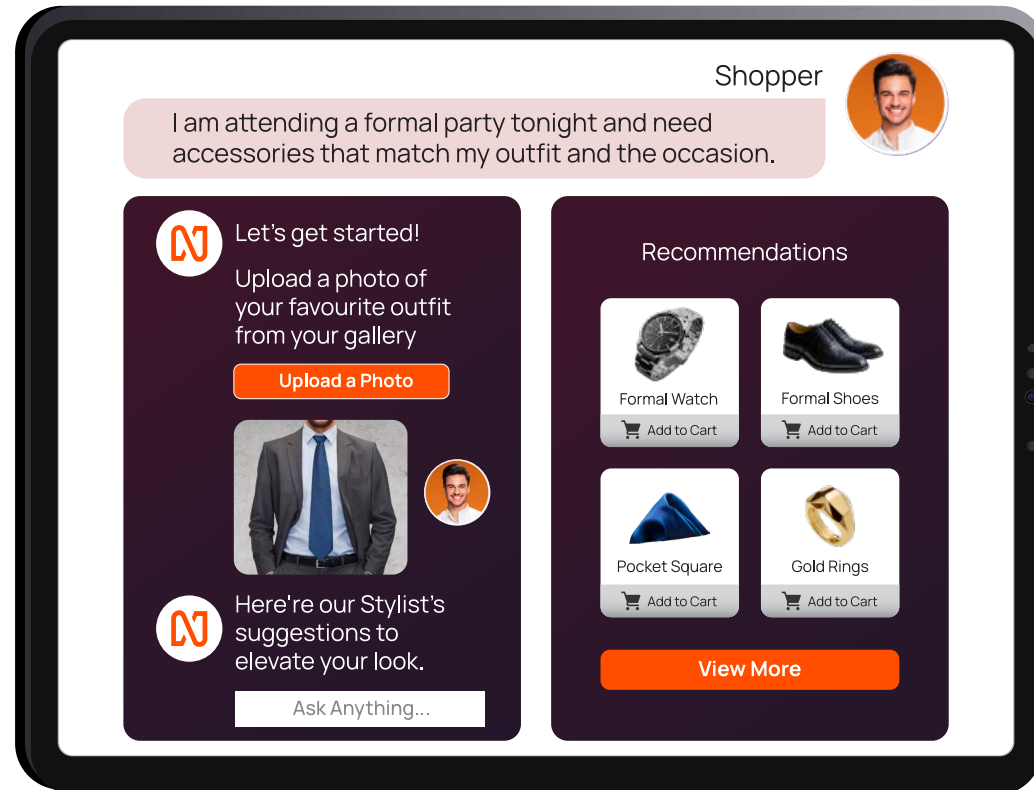 Shopper
I am attending a formal party tonight and need
accessories that match my outfit and the occasion.
Let's get started!
Upload a photo of
your favourite outfit
from your gallery
Upload a Photo
Here're our Stylist's
suggestions to
elevate your look.
Ask Anything...
Recommendations
Formal Watch
Add to Cart
Formal Shoes
Add to Cart
Pocket Square
Add to Cart
Gold Rings
Add to Cart
View More